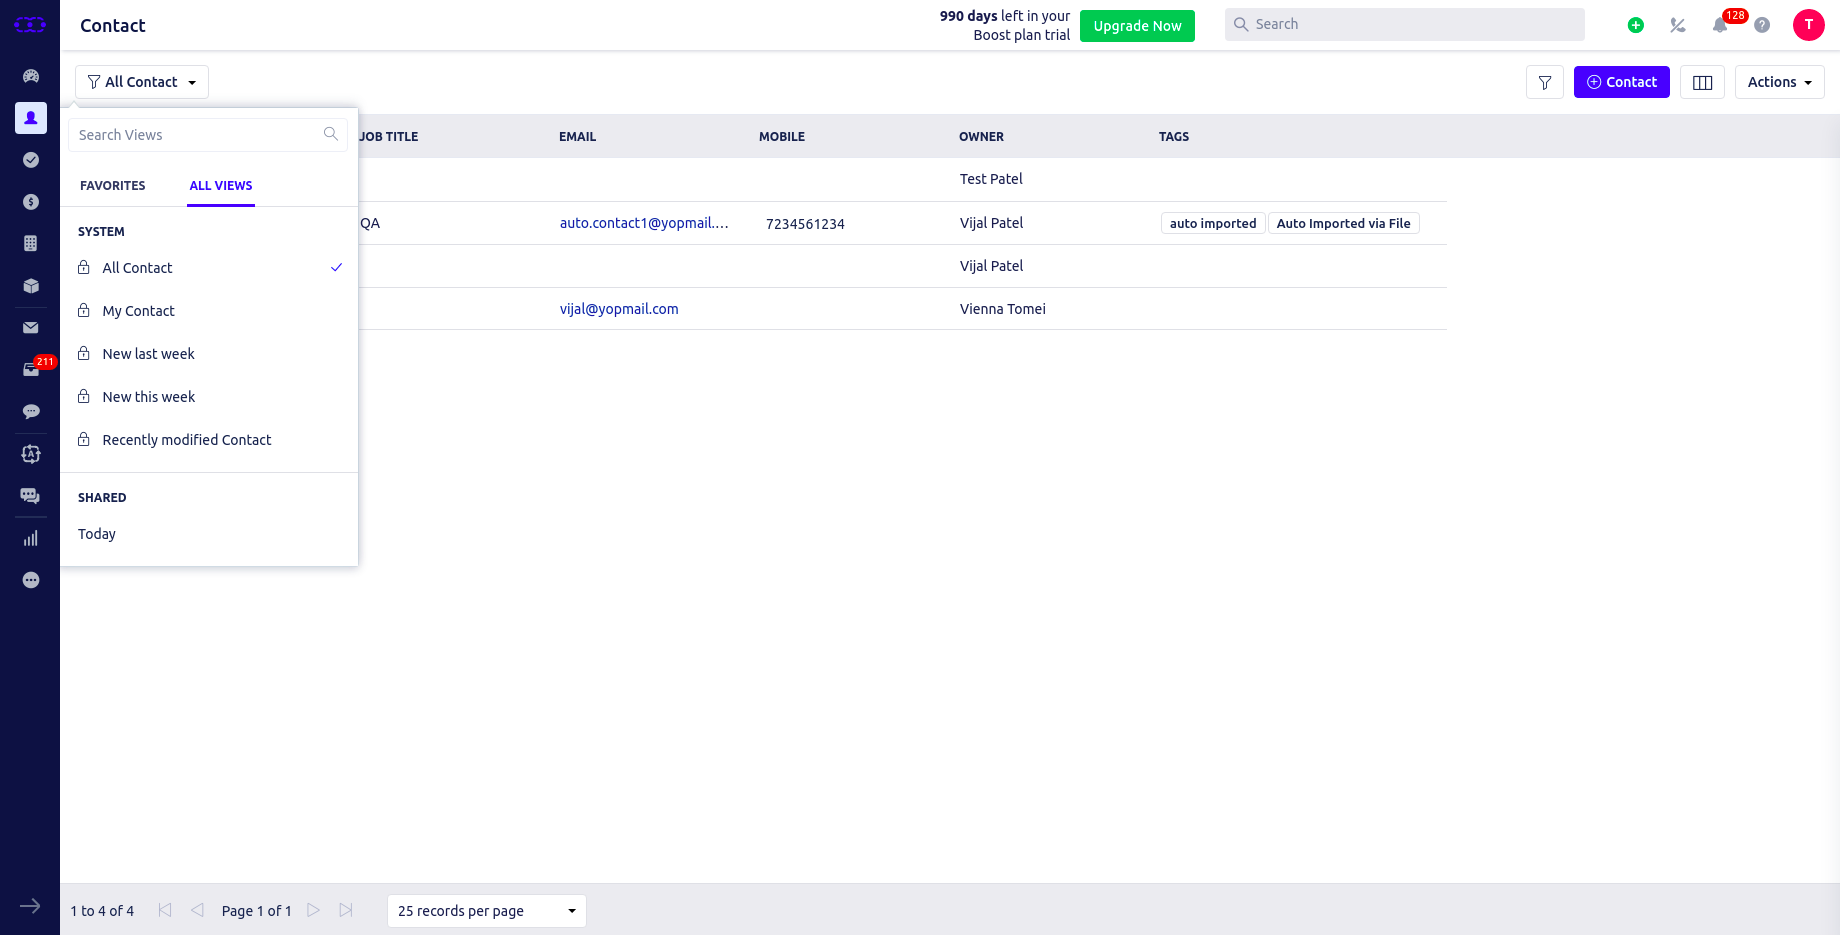 Contact
990 days left in your
Boost plan trial
Upgrade Now
Search
128
T
All Contact
Contact
Actions
Search Views
FAVORITES
ALL VIEWS
SYSTEM
All Contact
My Contact
New last week
New this week
Recently modified Contact
SHARED
Today
JOB TITLE
EMAIL
MOBILE
OWNER
TAGS
Test Patel
QA
auto.contact1@yopmail....
7234561234
Vijal Patel
auto imported
Auto Imported via File
Vijal Patel
vijal@yopmail.com
Vienna Tomei
211
1 to 4 of 4
Page 1 of 1
25 records per page